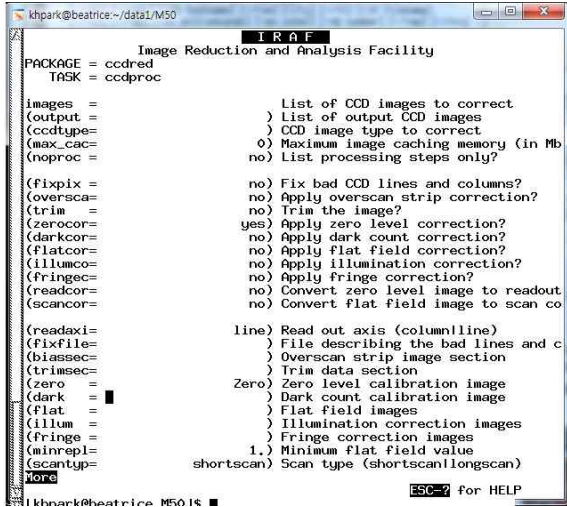 khpark@beatrice:~/data1/M50
I R A F
Image Reduction and Analysis Facility
PACKAGE = ccdred
TASK = ccdproc
images = List of CCD images to correct
(output = ) List of output CCD images
(ccdtype= ) CCD image type to correct
(max_cac= 0) Maximum image caching memory (in Mb
(noproc = no) List processing steps only?
(fixpix = no) Fix bad CCD lines and columns?
(oversca= no) Apply overscan strip correction?
(trim = no) Trim the image?
(zerocor= yes) Apply zero level correction?
(darkcor= no) Apply dark count correction?
(flatcor= no) Apply flat field correction?
(illumco= no) Apply illumination correction?
(fringec= no) Apply fringe correction?
(readcor= no) Convert zero level image to readout
(scancor= no) Convert flat field image to scan co
(readaxi= line) Read out axis (column|line)
(fixfile= ) File describing the bad lines and c
(biassec= ) Overscan strip image section
(trimsec= ) Trim data section
(zero = Zero) Zero level calibration image
(dark = ) Dark count calibration image
(flat = ) Flat field images
(illum = ) Illumination correction images
(fringe = ) Fringe correction images
(minrepl= 1.) Minimum flat field value
(scantyp= shortscan) Scan type (shortscan|longscan)
More
ESC-? for HELP
[khpark@beatrice M50]$